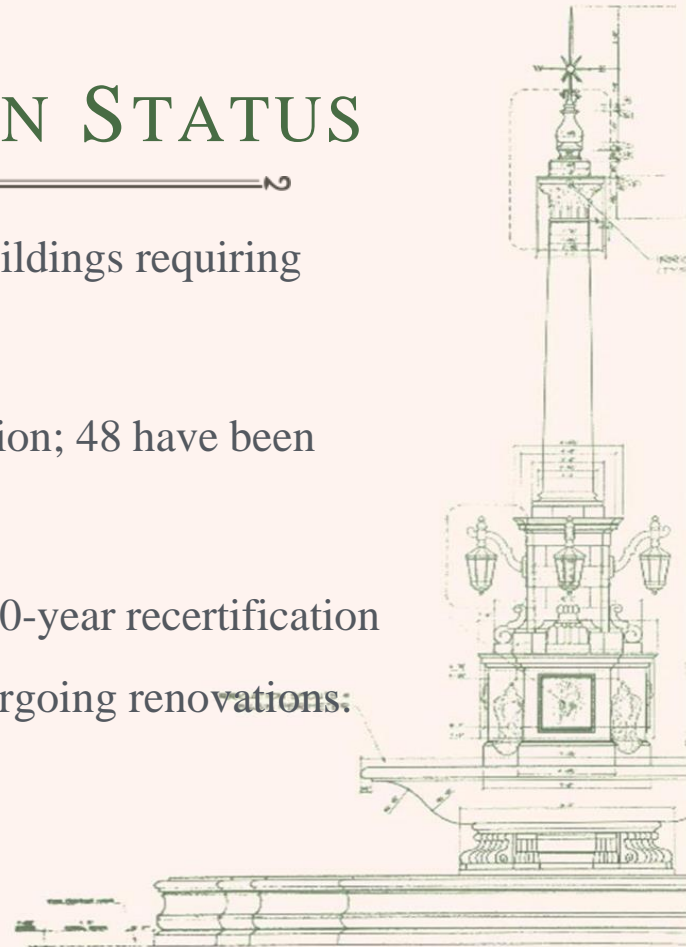 N STATUS
ildings requiring
ion; 48 have been
0-year recertification
rgoing renovations.